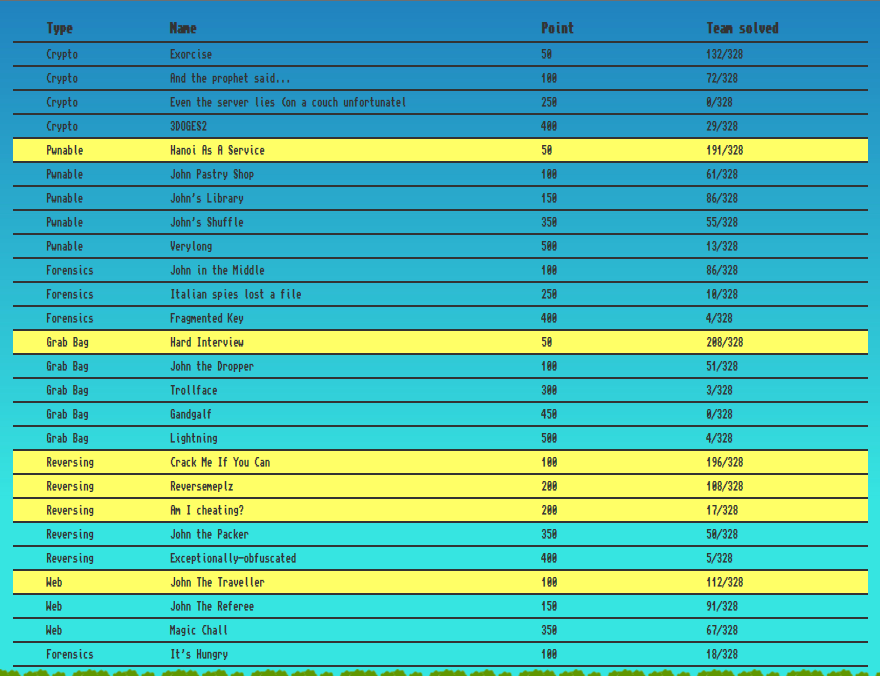 Type Name Point Team solved
Crypto Exorcise 50 132/328
Crypto And the prophet said... 100 72/328
Crypto Even the server lies (on a couch unfortunatel 250 0/328
Crypto 3DOGES2 400 29/328
Pwnable Hanoi As A Service 50 191/328
Pwnable John Pastry Shop 100 61/328
Pwnable John's Library 150 86/328
Pwnable John's Shuffle 350 55/328
Pwnable Verylong 500 13/328
Forensics John in the Middle 100 86/328
Forensics Italian spies lost a file 250 10/328
Forensics Fragmented Key 400 4/328
Grab Bag Hard Interview 50 208/328
Grab Bag John the Dropper 100 51/328
Grab Bag Trollface 300 3/328
Grab Bag Gandgalf 450 0/328
Grab Bag Lightning 500 4/328
Reversing Crack Me If You Can 100 196/328
Reversing Reversemeplz 200 108/328
Reversing Am I cheating? 200 17/328
Reversing John the Packer 350 50/328
Reversing Exceptionally-obfuscated 400 5/328
Web John The Traveller 100 112/328
Web John The Referee 150 91/328
Web Magic Chall 350 67/328
Forensics It's Hungry 100 18/328